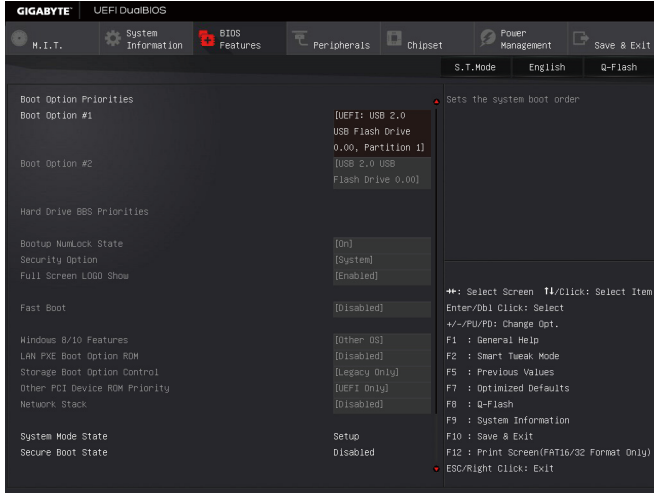 GIGABYTE™ UEFI DualBIOS
M.I.T.
System Information
BIOS Features
Peripherals
Chipset
Power Management
Save & Exit
S.T.Mode English Q-Flash
Boot Option Priorities
Boot Option #1 [UEFI: USB 2.0
USB Flash Drive
0.00, Partition 1]
Boot Option #2 [USB 2.0 USB
Flash Drive 0.00]
Hard Drive BBS Priorities
Bootup NumLock State [On]
Security Option [System]
Full Screen LOGO Show [Enabled]
Fast Boot [Disabled]
Windows 8/10 Features [Other OS]
LAN PXE Boot Option ROM [Disabled]
Storage Boot Option Control [Legacy Only]
Other PCI Device ROM Priority [UEFI Only]
Network Stack [Disabled]
System Mode State Setup
Secure Boot State Disabled
Sets the system boot order
→←: Select Screen ↑↓/Click: Select Item
Enter/Dbl Click: Select
+/-/PU/PD: Change Opt.
F1 : General Help
F2 : Smart Tweak Mode
F5 : Previous Values
F7 : Optimized Defaults
F8 : Q-Flash
F9 : System Information
F10 : Save & Exit
F12 : Print Screen(FAT16/32 Format Only)
ESC/Right Click: Exit